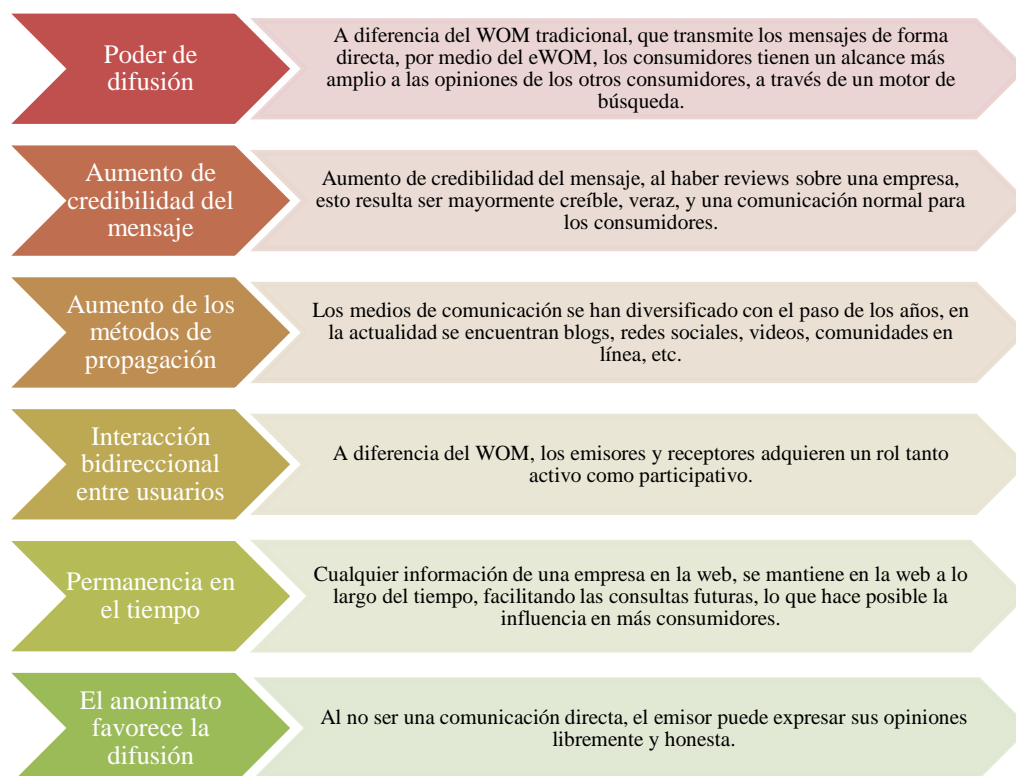 Poder de
difusión
A diferencia del WOM tradicional, que transmite los mensajes de forma
directa, por medio del eWOM, los consumidores tienen un alcance más
amplio a las opiniones de los otros consumidores, a través de un motor de
búsqueda.
Aumento de
credibilidad del
mensaje
Aumento de credibilidad del mensaje, al haber reviews sobre una empresa,
esto resulta ser mayormente creíble, veraz, y una comunicación normal para
los consumidores.
Aumento de los
métodos de
propagación
Los medios de comunicación se han diversificado con el paso de los años, en
la actualidad se encuentran blogs, redes sociales, videos, comunidades en
línea, etc.
Interacción
bidireccional
entre usuarios
A diferencia del WOM, los emisores y receptores adquieren un rol tanto
activo como participativo.
Permanencia en
el tiempo
Cualquier información de una empresa en la web, se mantiene en la web a lo
largo del tiempo, facilitando las consultas futuras, lo que hace posible la
influencia en más consumidores.
El anonimato
favorece la
difusión
Al no ser una comunicación directa, el emisor puede expresar sus opiniones
libremente y honesta.